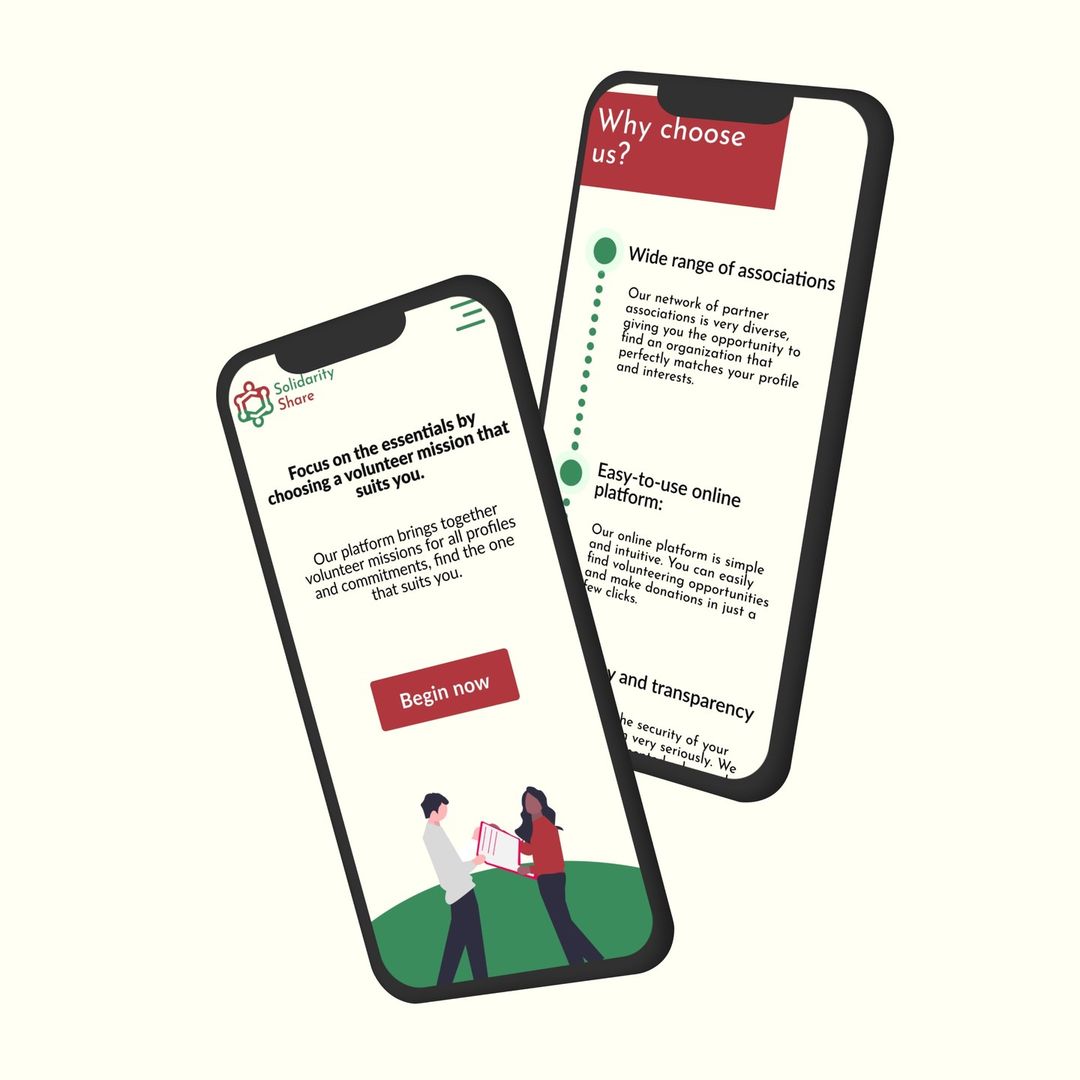 Solidarity
Share
Focus on the essentials by
choosing a volunteer mission that
suits you.
Our platform brings together
volunteer missions for all profiles
and commitments, find the one
that suits you.
Begin now
Why choose
us?
Wide range of associations
Our network of partner
associations is very diverse,
giving you the opportunity to
find an organization that
perfectly matches your profile
and interests.
Easy-to-use online
platform:
Our online platform is simple
and intuitive. You can easily
find volunteering opportunities
and make donations in just a
few clicks.
y and transparency
he security of your
very seriously. We